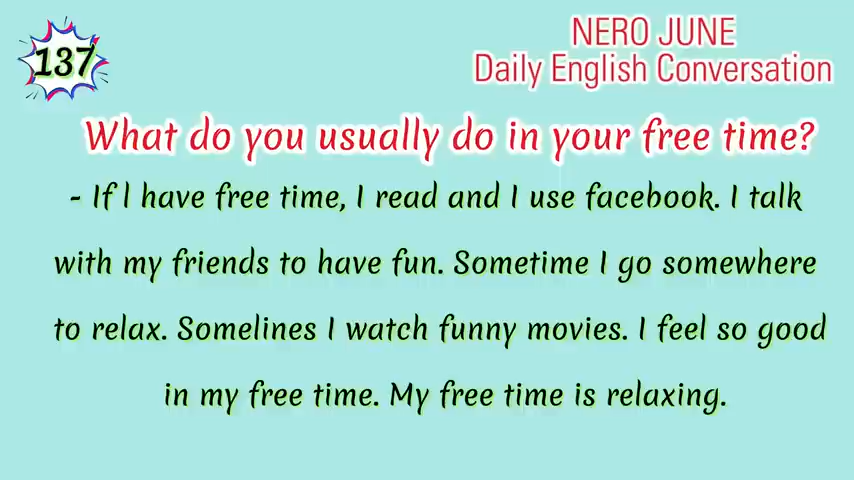 137
NERO JUNE
Daily English Conversation
What do you usually do in your free time?
- If l have free time, I read and I use facebook. I talk
with my friends to have fun. Sometime I go somewhere
to relax. Somelines I watch funny movies. I feel so good
in my free time. My free time is relaxing.